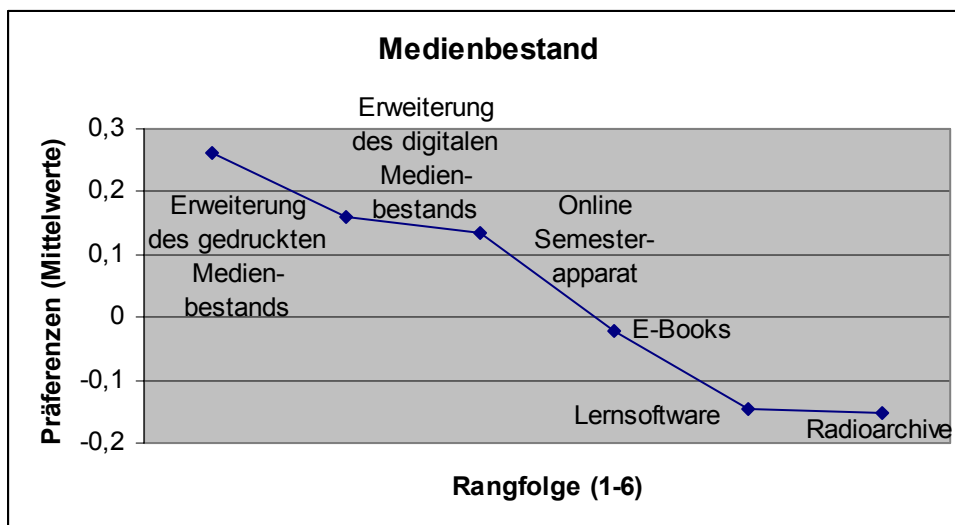 Medienbestand
Präferenzen (Mittelwerte)
0,3
0,2
0,1
0
-0,1
-0,2
Erweiterung
des gedruckten
Medien-
bestands
Erweiterung
des digitalen
Medien-
bestands
Online
Semester-
apparat
E-Books
Lernsoftware
Radioarchive
Rangfolge (1-6)